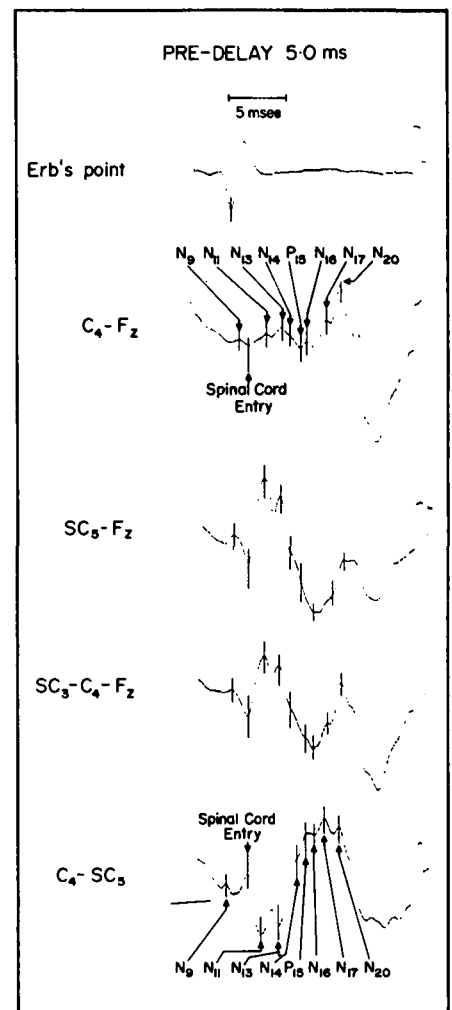 PRE-DELAY 5·0 ms
5 msec
Erb's point
N9 N11 N13 N14 P15 N16 N17 N20
C4-Fz
Spinal Cord
Entry
SC5-Fz
SC3-C4-Fz
Spinal Cord
Entry
C4-SC5
N9 N11 N13 N14 P15 N16 N17 N20